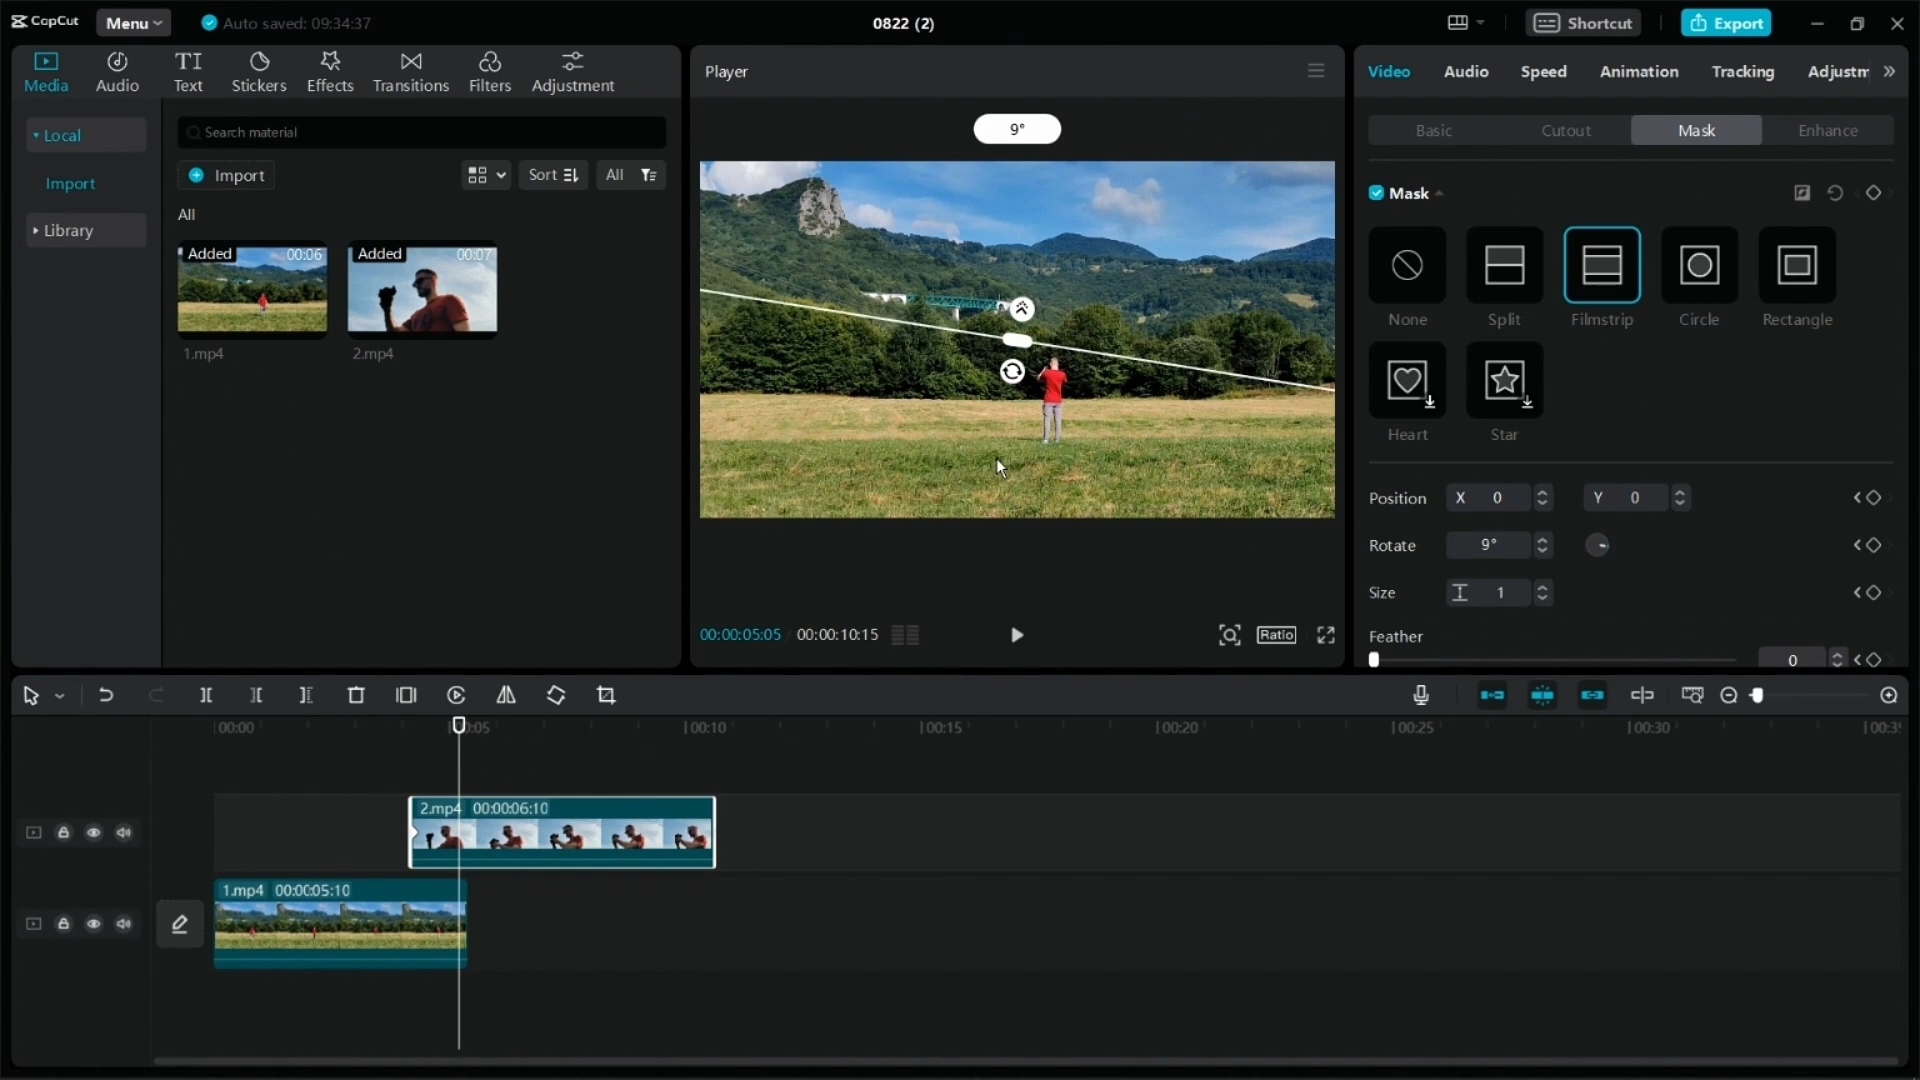 CapCut
Menu
Auto saved: 09:34:37
0822 (2)
Shortcut
Export
Media
Audio
Text
Stickers
Effects
Transitions
Filters
Adjustment
Local
Import
Library
Search material
Import
Sort
All
All
Added
00:06
1.mp4
Added
00:07
2.mp4
Player
9°
00:00:05:05
00:00:10:15
Ratio
Video
Audio
Speed
Animation
Tracking
Adjustm
Basic
Cutout
Mask
Enhance
Mask
None
Split
Filmstrip
Circle
Rectangle
Heart
Star
Position X 0 Y 0
Rotate 9°
Size 1
Feather
0
00:00
00:05
00:10
00:15
00:20
00:25
00:30
2.mp4 00:00:06:10
1.mp4 00:00:05:10